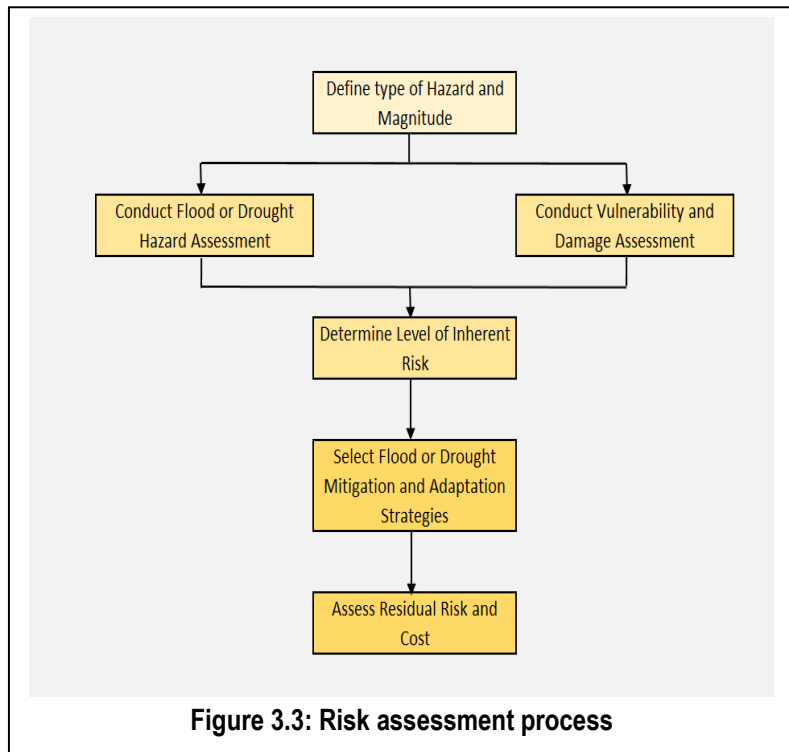 Define type of Hazard and
Magnitude
Conduct Flood or Drought
Hazard Assessment
Conduct Vulnerability and
Damage Assessment
Determine Level of Inherent
Risk
Select Flood or Drought
Mitigation and Adaptation
Strategies
Assess Residual Risk and
Cost
Figure 3.3: Risk assessment process